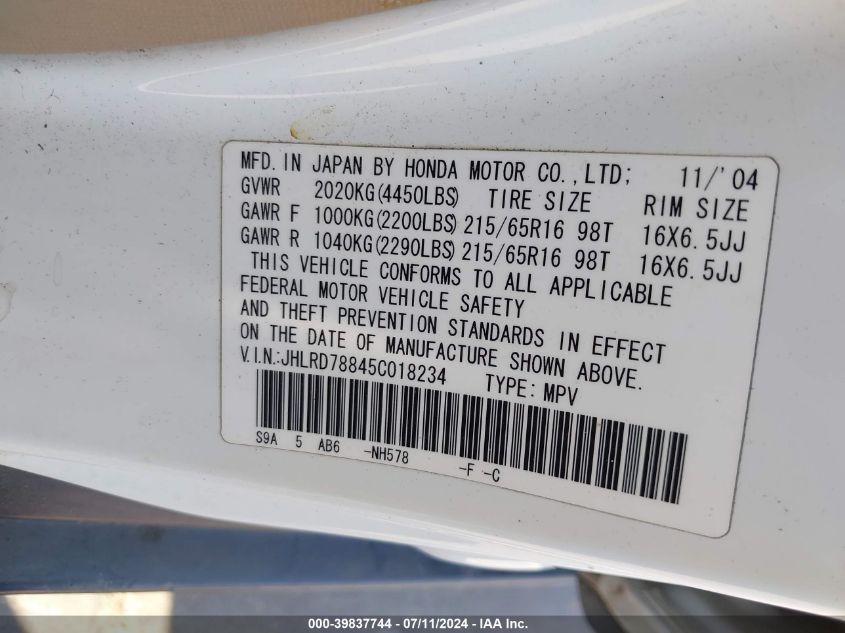 MFD. IN JAPAN BY HONDA MOTOR CO., LTD; 11/'04
GVWR 2020KG(4450LBS) TIRE SIZE RIM SIZE
GAWR F 1000KG(2200LBS) 215/65R16 98T 16X6.5JJ
GAWR R 1040KG(2290LBS) 215/65R16 98T 16X6.5JJ
THIS VEHICLE CONFORMS TO ALL APPLICABLE
FEDERAL MOTOR VEHICLE SAFETY
AND THEFT PREVENTION STANDARDS IN EFFECT
ON THE DATE OF MANUFACTURE SHOWN ABOVE.
V.I.N.:JHLRD78845C018234 TYPE: MPV
S9A 5 AB6 -NH578 -F -C
000-39837744 / 07/11/2024 - IAA Inc.